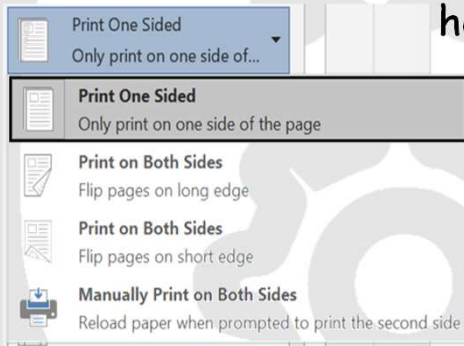 Print One Sided
Only print on one side of...
Print One Sided
Only print on one side of the page
Print on Both Sides
Flip pages on long edge
Print on Both Sides
Flip pages on short edge
Manually Print on Both Sides
Reload paper when prompted to print the second side